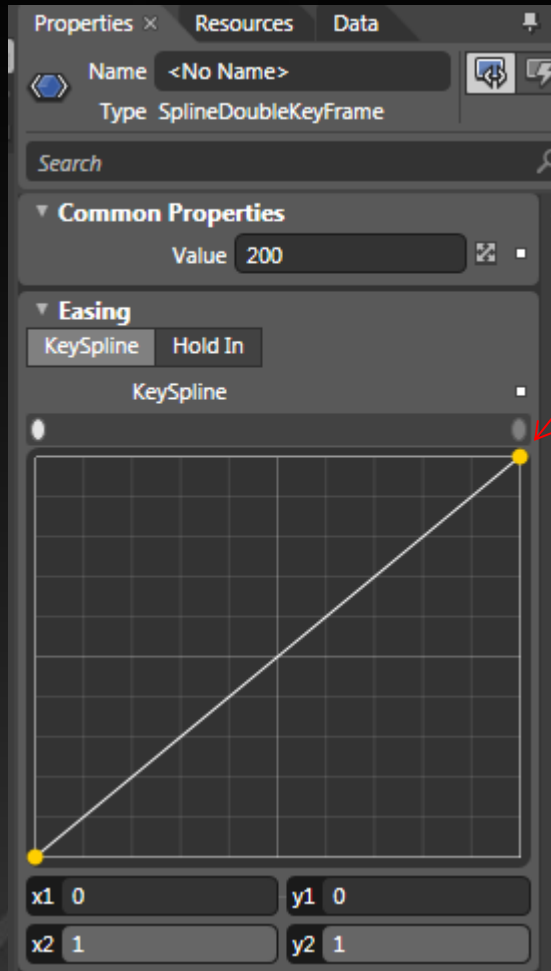 Properties × Resources Data
Name <No Name>
Type SplineDoubleKeyFrame
Search
Common Properties
Value 200
Easing
KeySpline Hold In
KeySpline
x1 0 y1 0
x2 1 y2 1